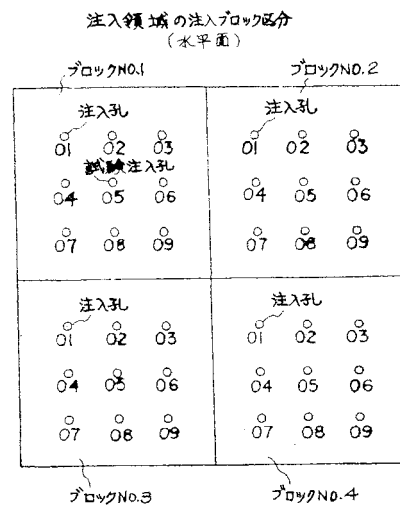 注入領域の注入ブロック区分
(水平面)
ブロックNO.1
ブロックNO.2
注入孔
注入孔
01 02 03
01 02 03
試験注入孔
04 05 06
04 05 06
07 08 09
07 08 09
注入孔
注入孔
01 02 03
01 02 03
04 05 06
04 05 06
07 08 09
07 08 09
ブロックNO.3
ブロックNO.4